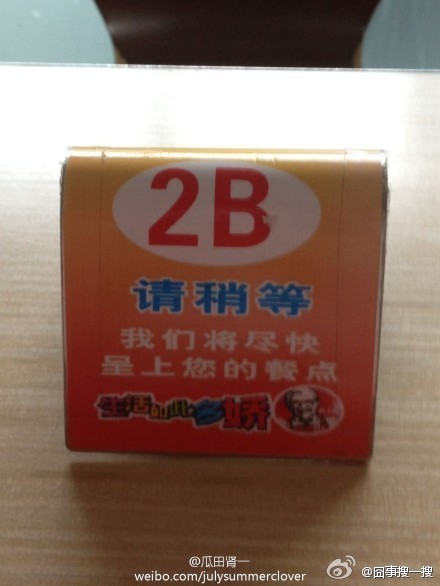 2B
请稍等
我们将尽快
呈上您的餐点
生活如此多娇
@瓜田肾一
weibo.com/julysummerclover
@囧事搜一搜